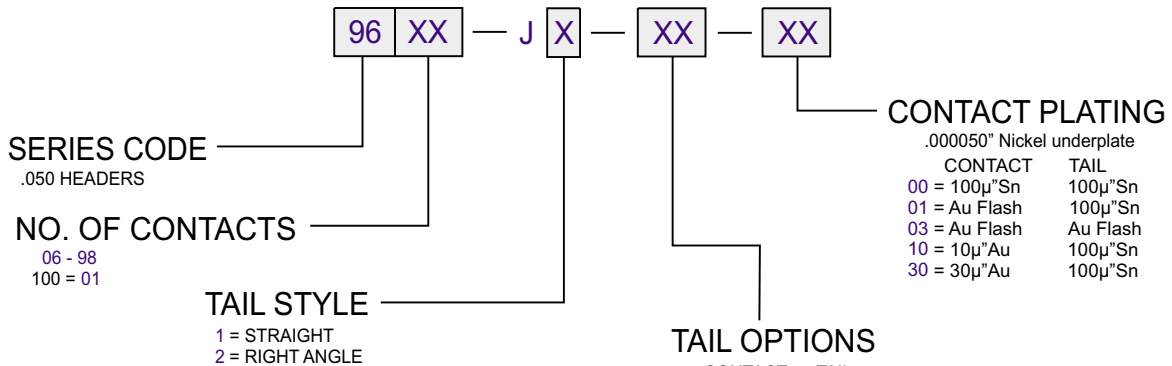 96 XX — J X — XX — XX
CONTACT PLATING
.000050” Nickel underplate
CONTACT TAIL
00 = 100µ”Sn 100µ”Sn
01 = Au Flash 100µ”Sn
03 = Au Flash Au Flash
10 = 10µ”Au 100µ”Sn
30 = 30µ”Au 100µ”Sn
SERIES CODE
.050 HEADERS
NO. OF CONTACTS
06 - 98
100 = 01
TAIL STYLE
1 = STRAIGHT
2 = RIGHT ANGLE
TAIL OPTIONS